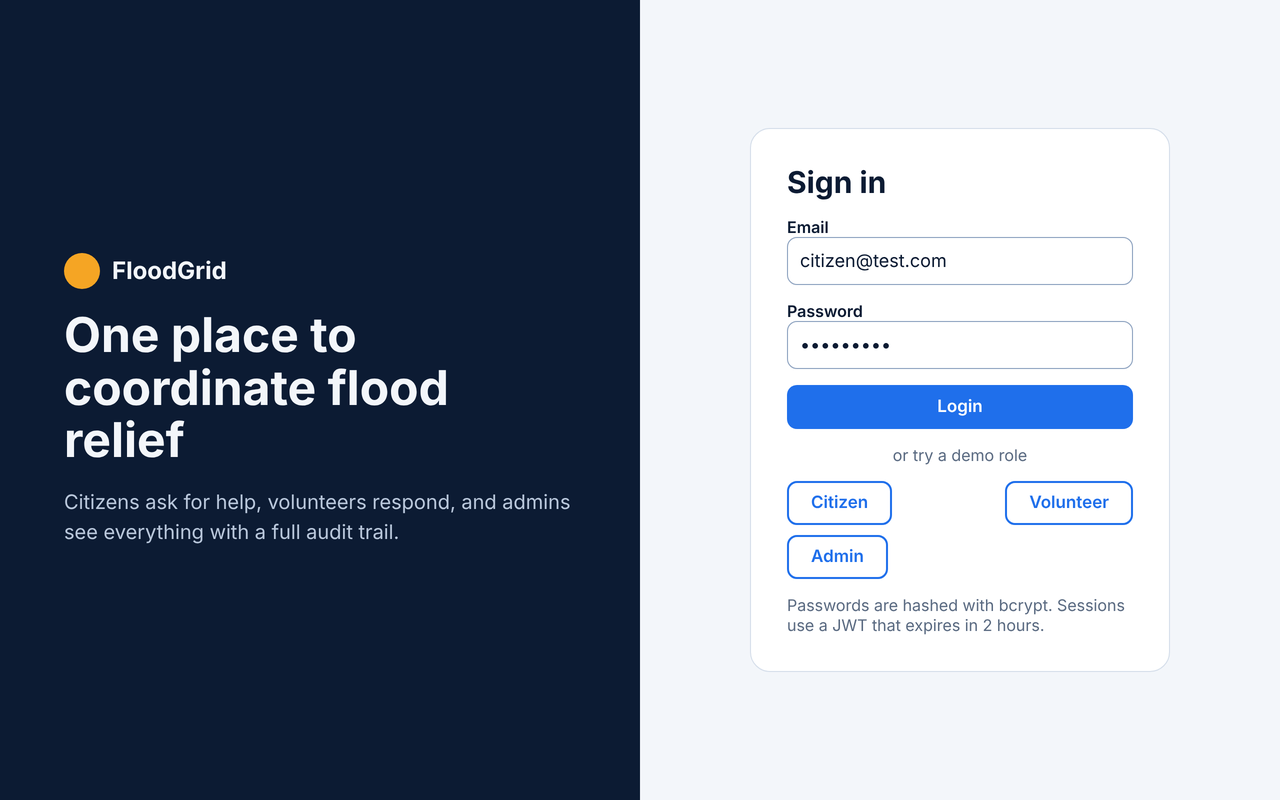 FloodGrid
One place to
coordinate flood
relief
Citizens ask for help, volunteers respond, and admins
see everything with a full audit trail.
Sign in
Email
citizen@test.com
Password
•••••••••
Login
or try a demo role
Citizen
Volunteer
Admin
Passwords are hashed with bcrypt. Sessions
use a JWT that expires in 2 hours.